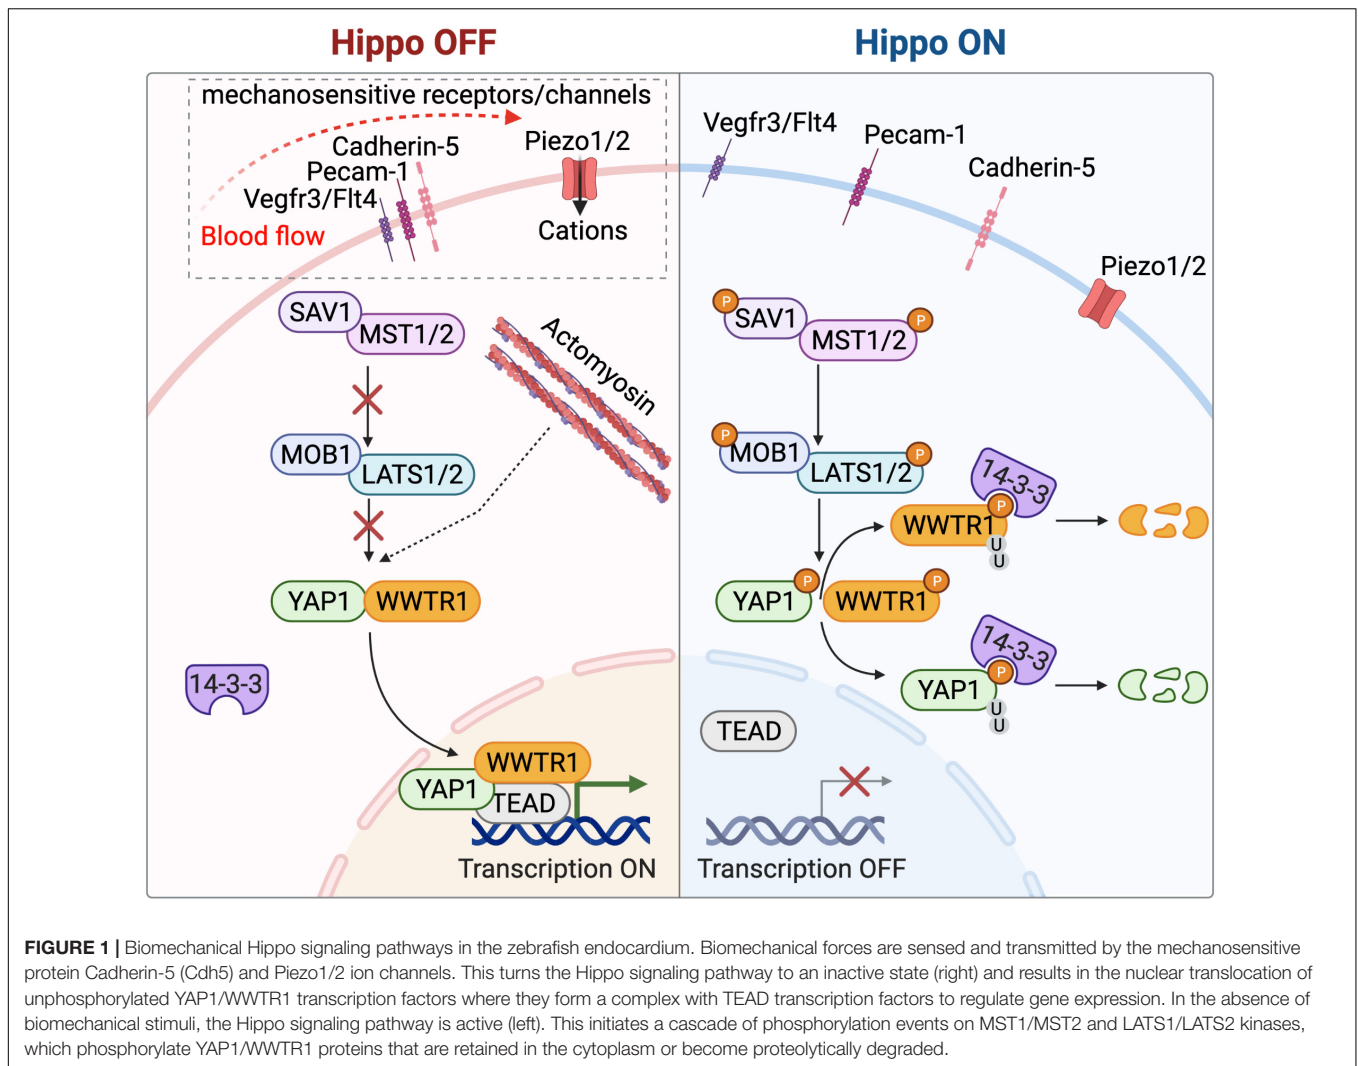 Hippo OFF
Hippo ON
mechanosensitive receptors/channels
Cadherin-5
Pecam-1
Vegfr3/Flt4
Blood flow
Piezo1/2
Cations
SAV1
MST1/2
Actomyosin
MOB1
LATS1/2
YAP1
WWTR1
14-3-3
WWTR1
YAP1
TEAD
Transcription ON
Vegfr3/Flt4
Pecam-1
Cadherin-5
Piezo1/2
P
SAV1
MST1/2
P
P
MOB1
LATS1/2
P
14-3-3
WWTR1
P
U
U
YAP1
P
WWTR1
P
14-3-3
YAP1
P
U
U
TEAD
Transcription OFF
FIGURE 1 | Biomechanical Hippo signaling pathways in the zebrafish endocardium. Biomechanical forces are sensed and transmitted by the mechanosensitive
protein Cadherin-5 (Cdh5) and Piezo1/2 ion channels. This turns the Hippo signaling pathway to an inactive state (right) and results in the nuclear translocation of
unphosphorylated YAP1/WWTR1 transcription factors where they form a complex with TEAD transcription factors to regulate gene expression. In the absence of
biomechanical stimuli, the Hippo signaling pathway is active (left). This initiates a cascade of phosphorylation events on MST1/MST2 and LATS1/LATS2 kinases,
which phosphorylate YAP1/WWTR1 proteins that are retained in the cytoplasm or become proteolytically degraded.